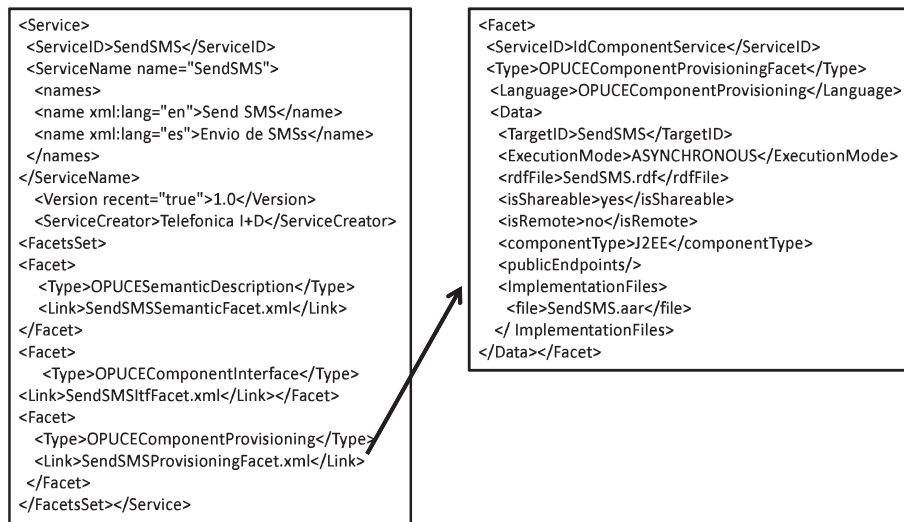 <Service>
<ServiceID>SendSMS</ServiceID>
<ServiceName name="SendSMS">
<names>
<name xml:lang="en">Send SMS</name>
<name xml:lang="es">Envio de SMSs</name>
</names>
</ServiceName>
<Version recent="true">1.0</Version>
<ServiceCreator>Telefonica I+D</ServiceCreator>
<FacetsSet>
<Facet>
<Type>OPUCESemanticDescription</Type>
<Link>SendSMSSemanticFacet.xml</Link>
</Facet>
<Facet>
<Type>OPUCEComponentInterface</Type>
<Link>SendSMSItfFacet.xml</Link></Facet>
<Facet>
<Type>OPUCEComponentProvisioning</Type>
<Link>SendSMSProvisioningFacet.xml</Link>
</Facet>
</FacetsSet></Service>
<Facet>
<ServiceID>IdComponentService</ServiceID>
<Type>OPUCEComponentProvisioningFacet</Type>
<Language>OPUCEComponentProvisioning</Language>
<Data>
<TargetID>SendSMS</TargetID>
<ExecutionMode>ASYNCHRONOUS</ExecutionMode>
<rdfFile>SendSMS.rdf</rdfFile>
<isShareable>yes</isShareable>
<isRemote>no</isRemote>
<componentType>J2EE</componentType>
<publicEndpoints/>
<ImplementationFiles>
<file>SendSMS.aar</file>
</ ImplementationFiles>
</Data></Facet>